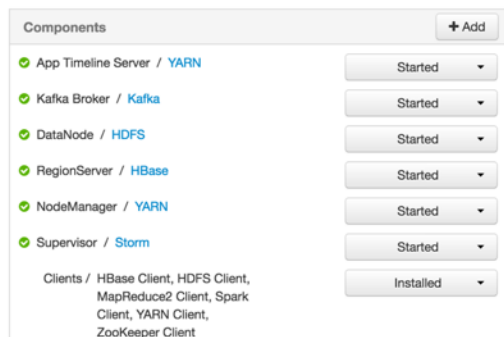 Components + Add
App Timeline Server / YARN Started
Kafka Broker / Kafka Started
DataNode / HDFS Started
RegionServer / HBase Started
NodeManager / YARN Started
Supervisor / Storm Started
Clients / HBase Client, HDFS Client, Installed
MapReduce2 Client, Spark
Client, YARN Client,
ZooKeeper Client